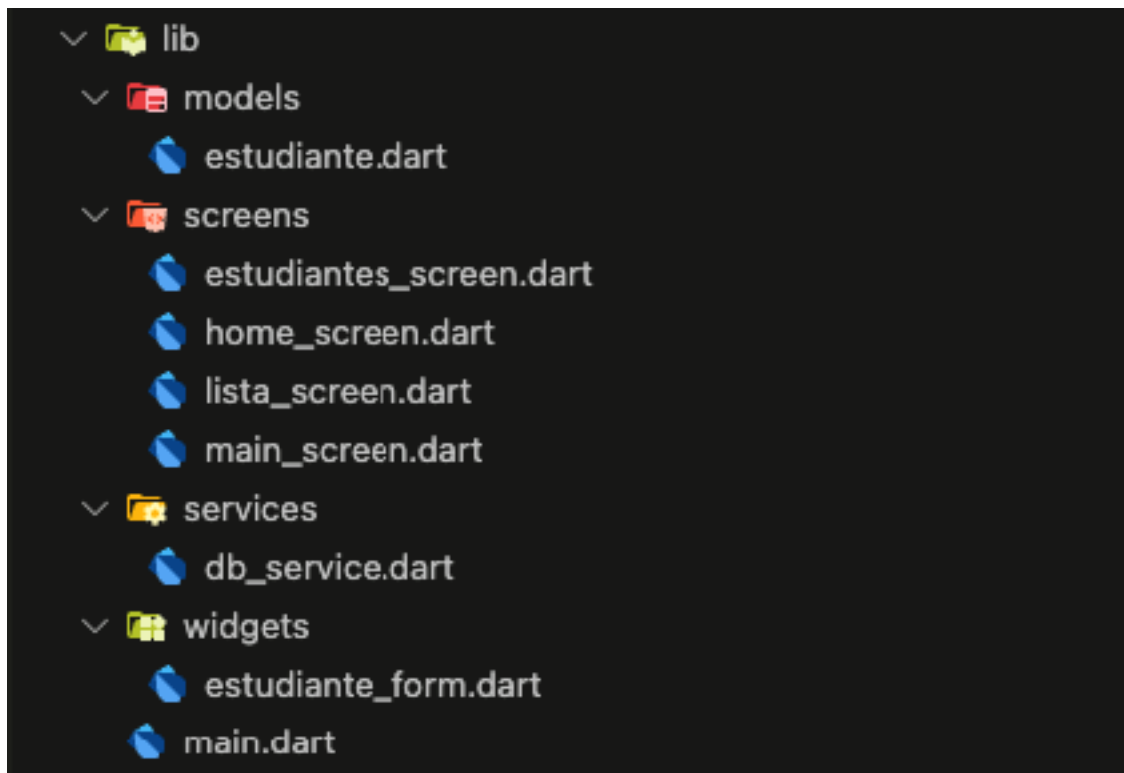 lib
models
estudiante.dart
screens
estudiantes_screen.dart
home_screen.dart
lista_screen.dart
main_screen.dart
services
db_service.dart
widgets
estudiante_form.dart
main.dart